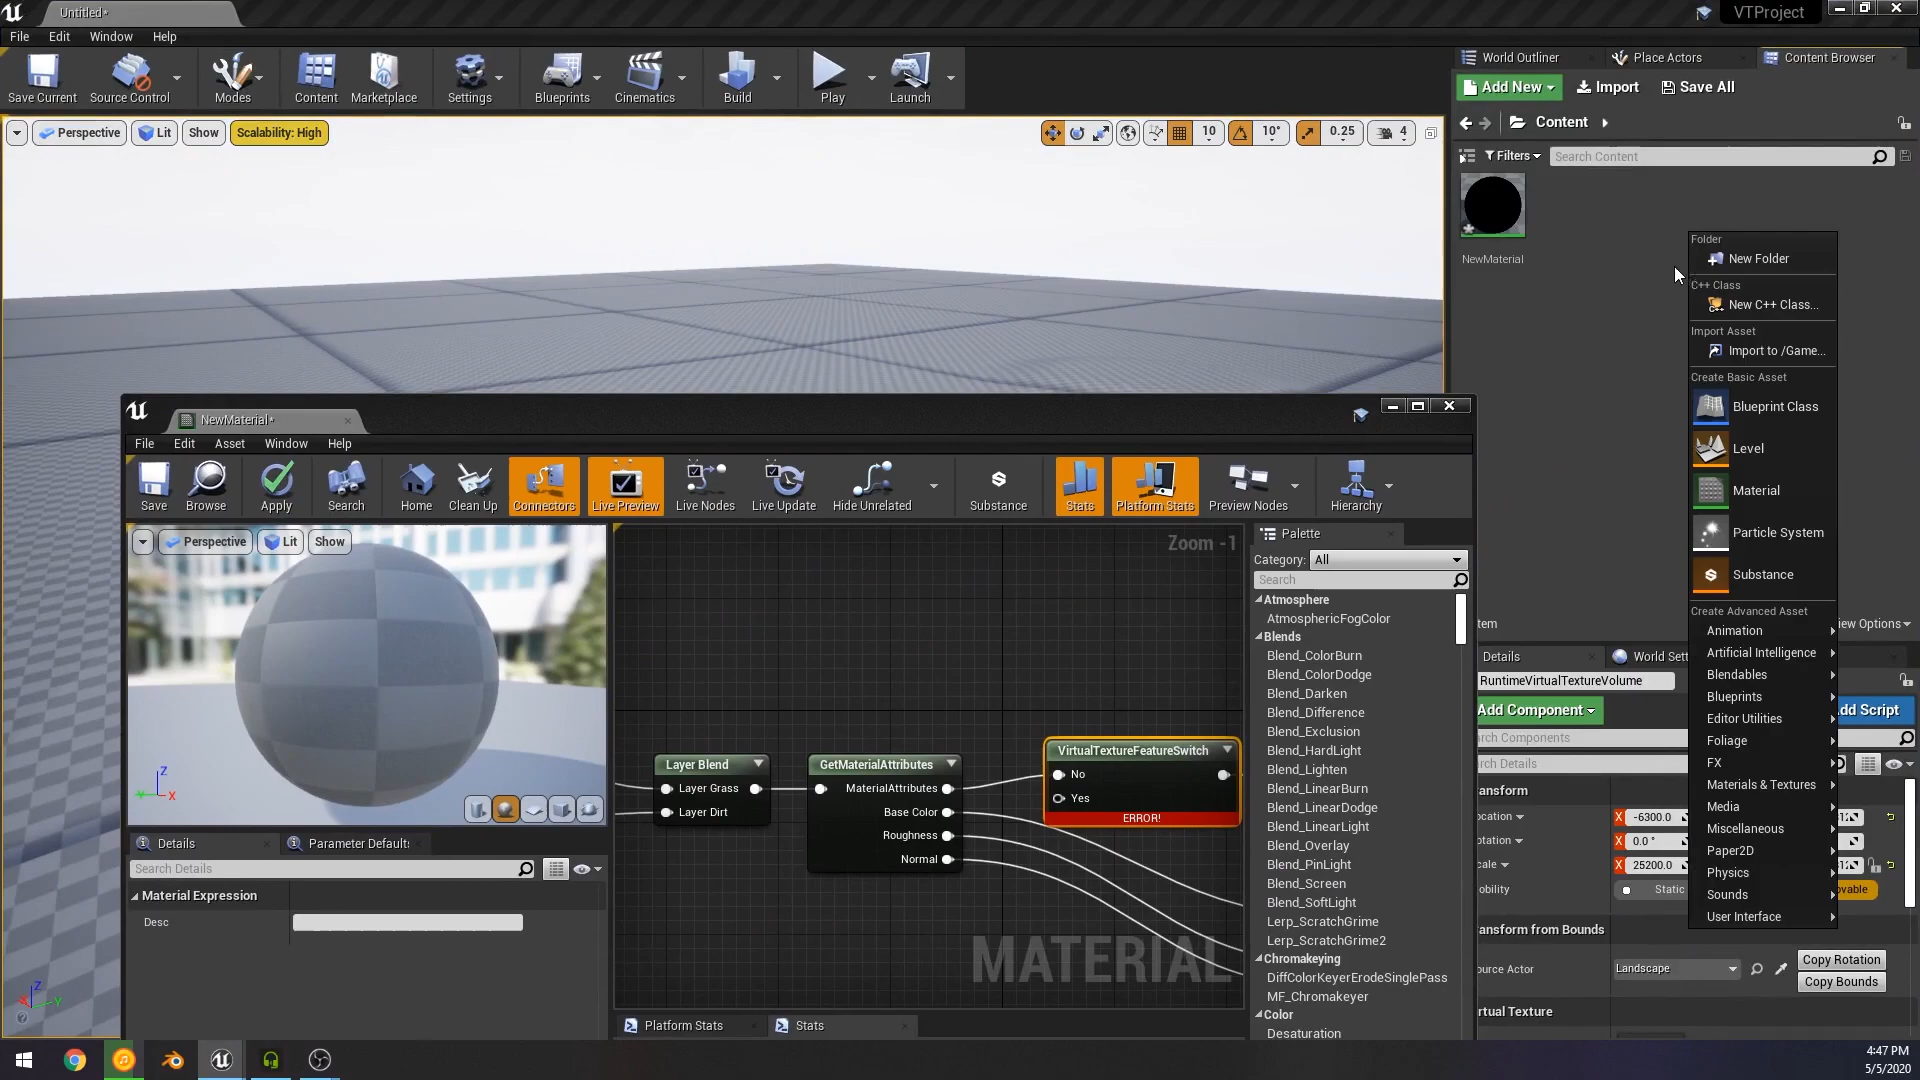 Untitled*
VTProject
File Edit Window Help
Save Current Source Control Modes Content Marketplace Settings Blueprints Cinematics Build Play Launch
World Outliner Place Actors Content Browser
Add New Import Save All
Content
Filters Search Content
NewMaterial
Perspective Lit Show Scalability: High
10 10° 0.25 4
Folder
New Folder
C++ Class
New C++ Class...
Import Asset
Import to /Game...
Create Basic Asset
Blueprint Class
Level
Material
Particle System
Substance
Create Advanced Asset
Animation
Artificial Intelligence
Blendables
Blueprints
Editor Utilities
Foliage
FX
Materials & Textures
Media
Miscellaneous
Paper2D
Physics
Sounds
User Interface
tem
iew Options
NewMaterial*
File Edit Asset Window Help
Save Browse Apply Search Home Clean Up Connectors Live Preview Live Nodes Live Update Hide Unrelated Substance Stats Platform Stats Preview Nodes Hierarchy
Perspective Lit Show
Z
X
Zoom -1
Layer Blend
Layer Grass
Layer Dirt
GetMaterialAttributes
MaterialAttributes
Base Color
Roughness
Normal
VirtualTextureFeatureSwitch
No
Yes
ERROR!
MATERIAL
Platform Stats Stats
Details Parameter Default
Search Details
Material Expression
Desc
Palette
Category: All
Search
Atmosphere
AtmosphericFogColor
Blends
Blend_ColorBurn
Blend_ColorDodge
Blend_Darken
Blend_Difference
Blend_Exclusion
Blend_HardLight
Blend_Lighten
Blend_LinearBurn
Blend_LinearDodge
Blend_LinearLight
Blend_Overlay
Blend_PinLight
Blend_Screen
Blend_SoftLight
Lerp_ScratchGrime
Lerp_ScratchGrime2
Chromakeying
DiffColorKeyerErodeSinglePass
MF_Chromakeyer
Color
Desaturation
Details World Set
RuntimeVirtualTextureVolume
Add Component dd Script
earch Components
earch Details
ansform
ocation X -6300.0
otation X 0.0 °
cale X 25200.0
obility Static ovable
ansform from Bounds
ource Actor Landscape Copy Rotation
Copy Bounds
rtual Texture
Z
X Y
4:47 PM
5/5/2020